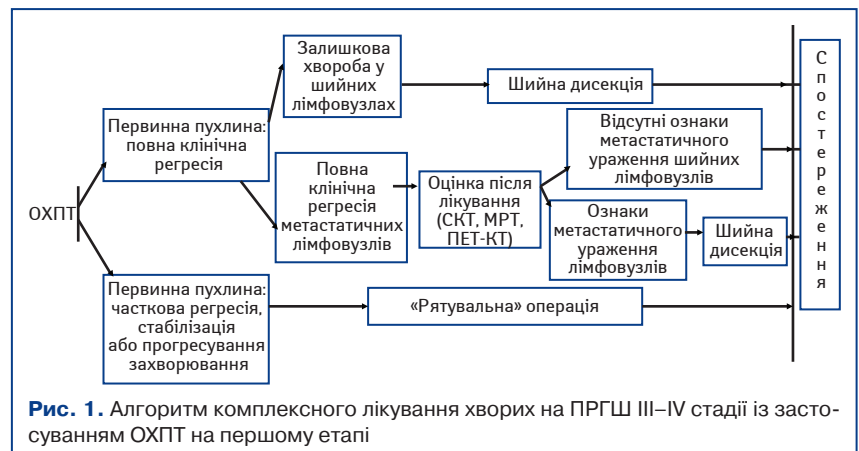 ОХПТ
Первинна пухлина:
повна клінічна
регресія
Залишкова
хвороба у
шийних
лімфовузлах
Шийна дисекція
Повна
клінічна
регресія
метастатичних
лімфовузлів
Оцінка після
лікування
(СКТ, МРТ,
ПЕТ-КТ)
Відсутні ознаки
метастатичного
ураження шийних
лімфовузлів
Ознаки
метастатичного
ураження
лімфовузлів
Шийна
дисекція
Первинна пухлина:
часткова регресія,
стабілізація
або прогресування
захворювання
«Рятувальна» операція
С
п
о
с
т
е
р
е
ж
е
н
н
я
Рис. 1. Алгоритм комплексного лікування хворих на ПРГШ III–IV стадії із засто-
суванням ОХПТ на першому етапі